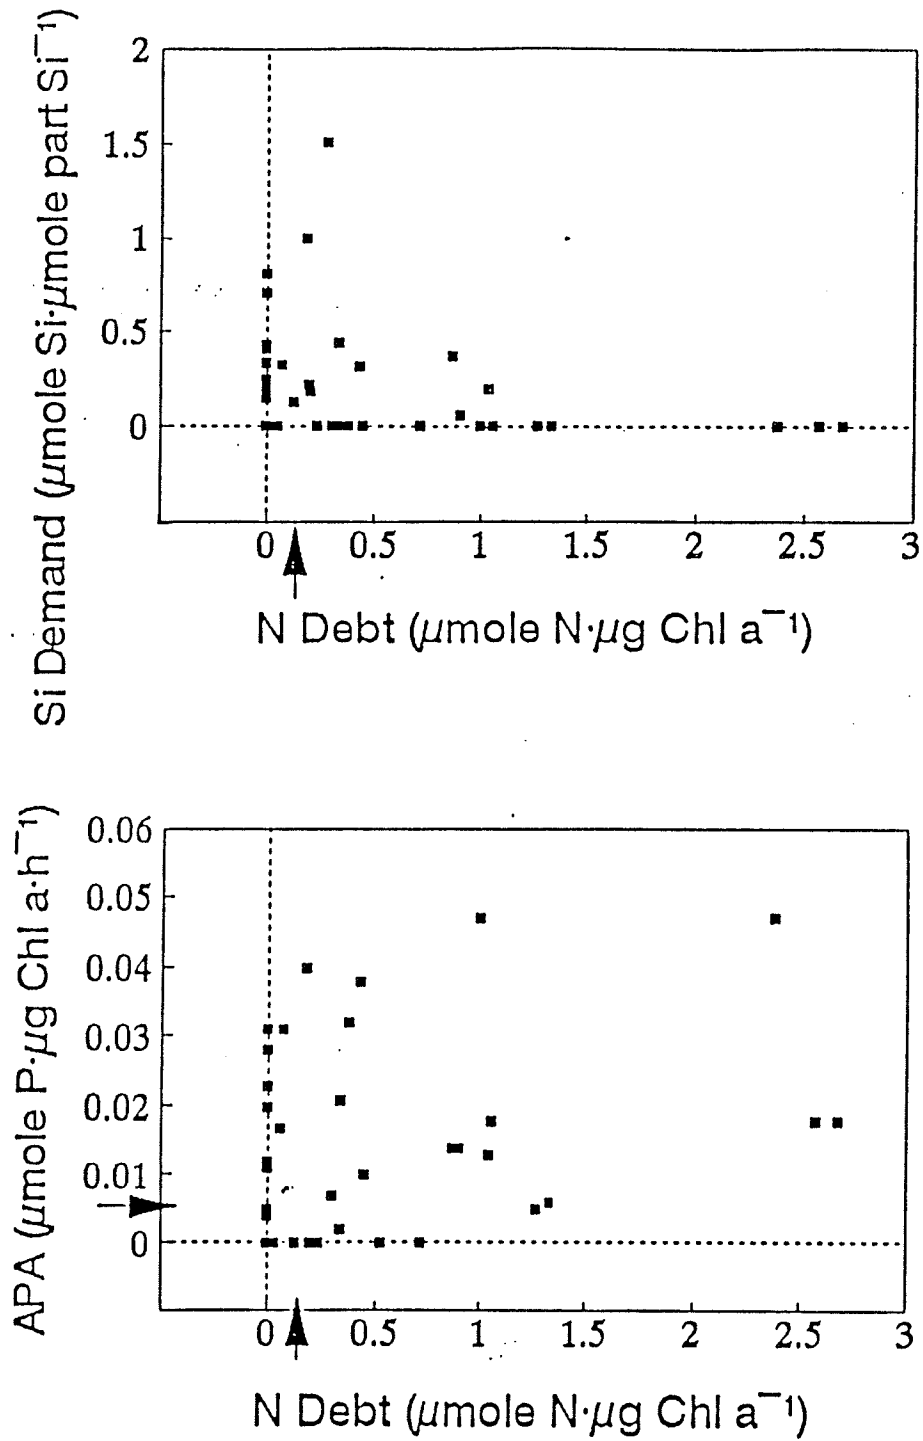 Si Demand (μmole Si·μmole part Si⁻¹)
2
1.5
1
0.5
0
0 0.5 1 1.5 2 2.5 3
N Debt (μmole N·μg Chl a⁻¹)
APA (μmole P·μg Chl a·h⁻¹)
0.06
0.05
0.04
0.03
0.02
0.01
0
0 0.5 1 1.5 2 2.5 3
N Debt (μmole N·μg Chl a⁻¹)